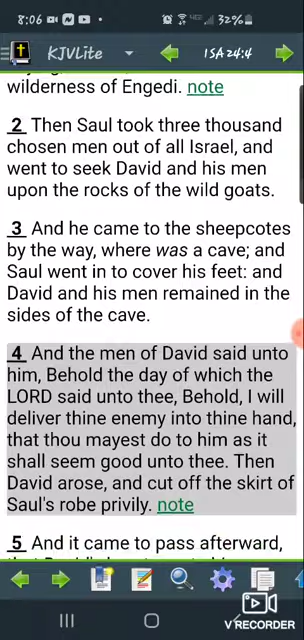 8:06 32%
KJVLite 1SA 24:4
wilderness of Engedi. note
2 Then Saul took three thousand
chosen men out of all Israel, and
went to seek David and his men
upon the rocks of the wild goats.
3 And he came to the sheepcotes
by the way, where was a cave; and
Saul went in to cover his feet: and
David and his men remained in the
sides of the cave.
4 And the men of David said unto
him, Behold the day of which the
LORD said unto thee, Behold, I will
deliver thine enemy into thine hand,
that thou mayest do to him as it
shall seem good unto thee. Then
David arose, and cut off the skirt of
Saul's robe privily. note
5 And it came to pass afterward,
V RECORDER